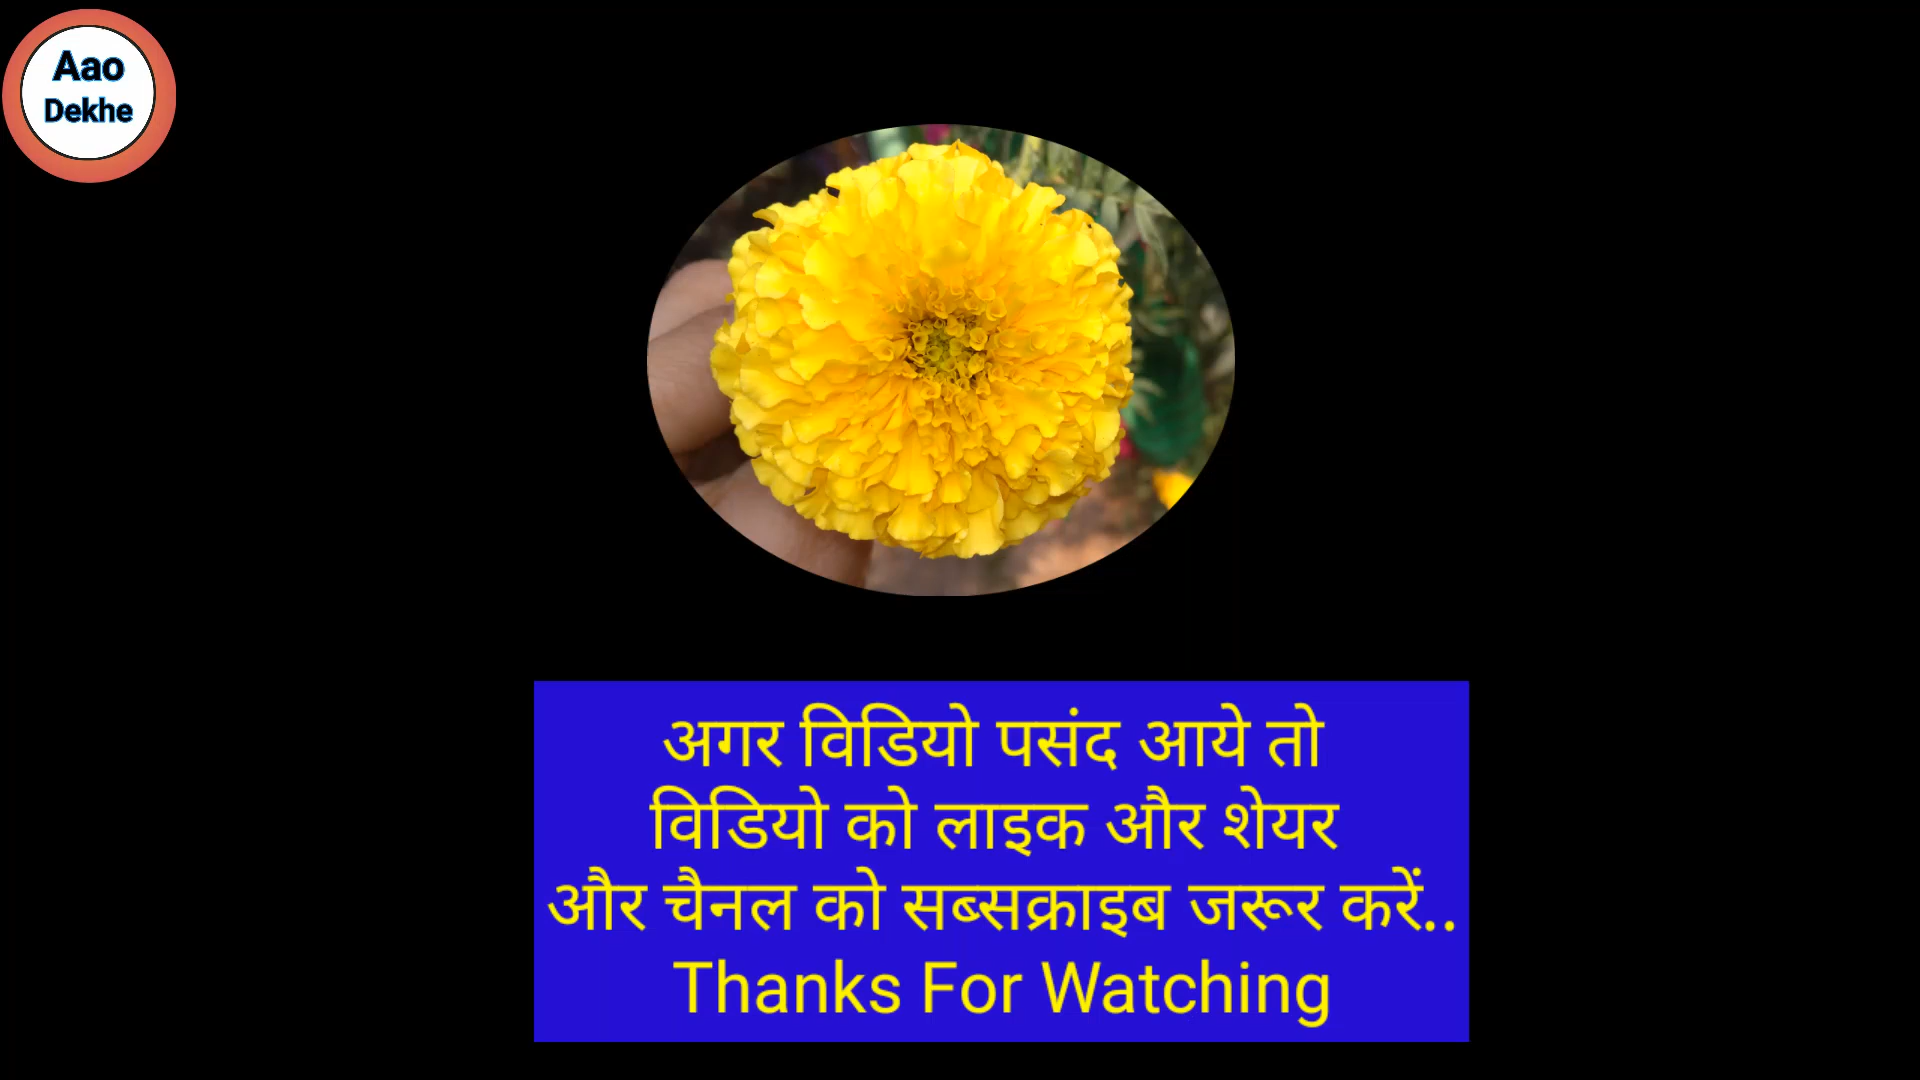 Aao
Dekhe
अगर विडियो पसंद आये तो
विडियो को लाइक और शेयर
और चैनल को सब्सक्राइब जरूर करें..
Thanks For Watching